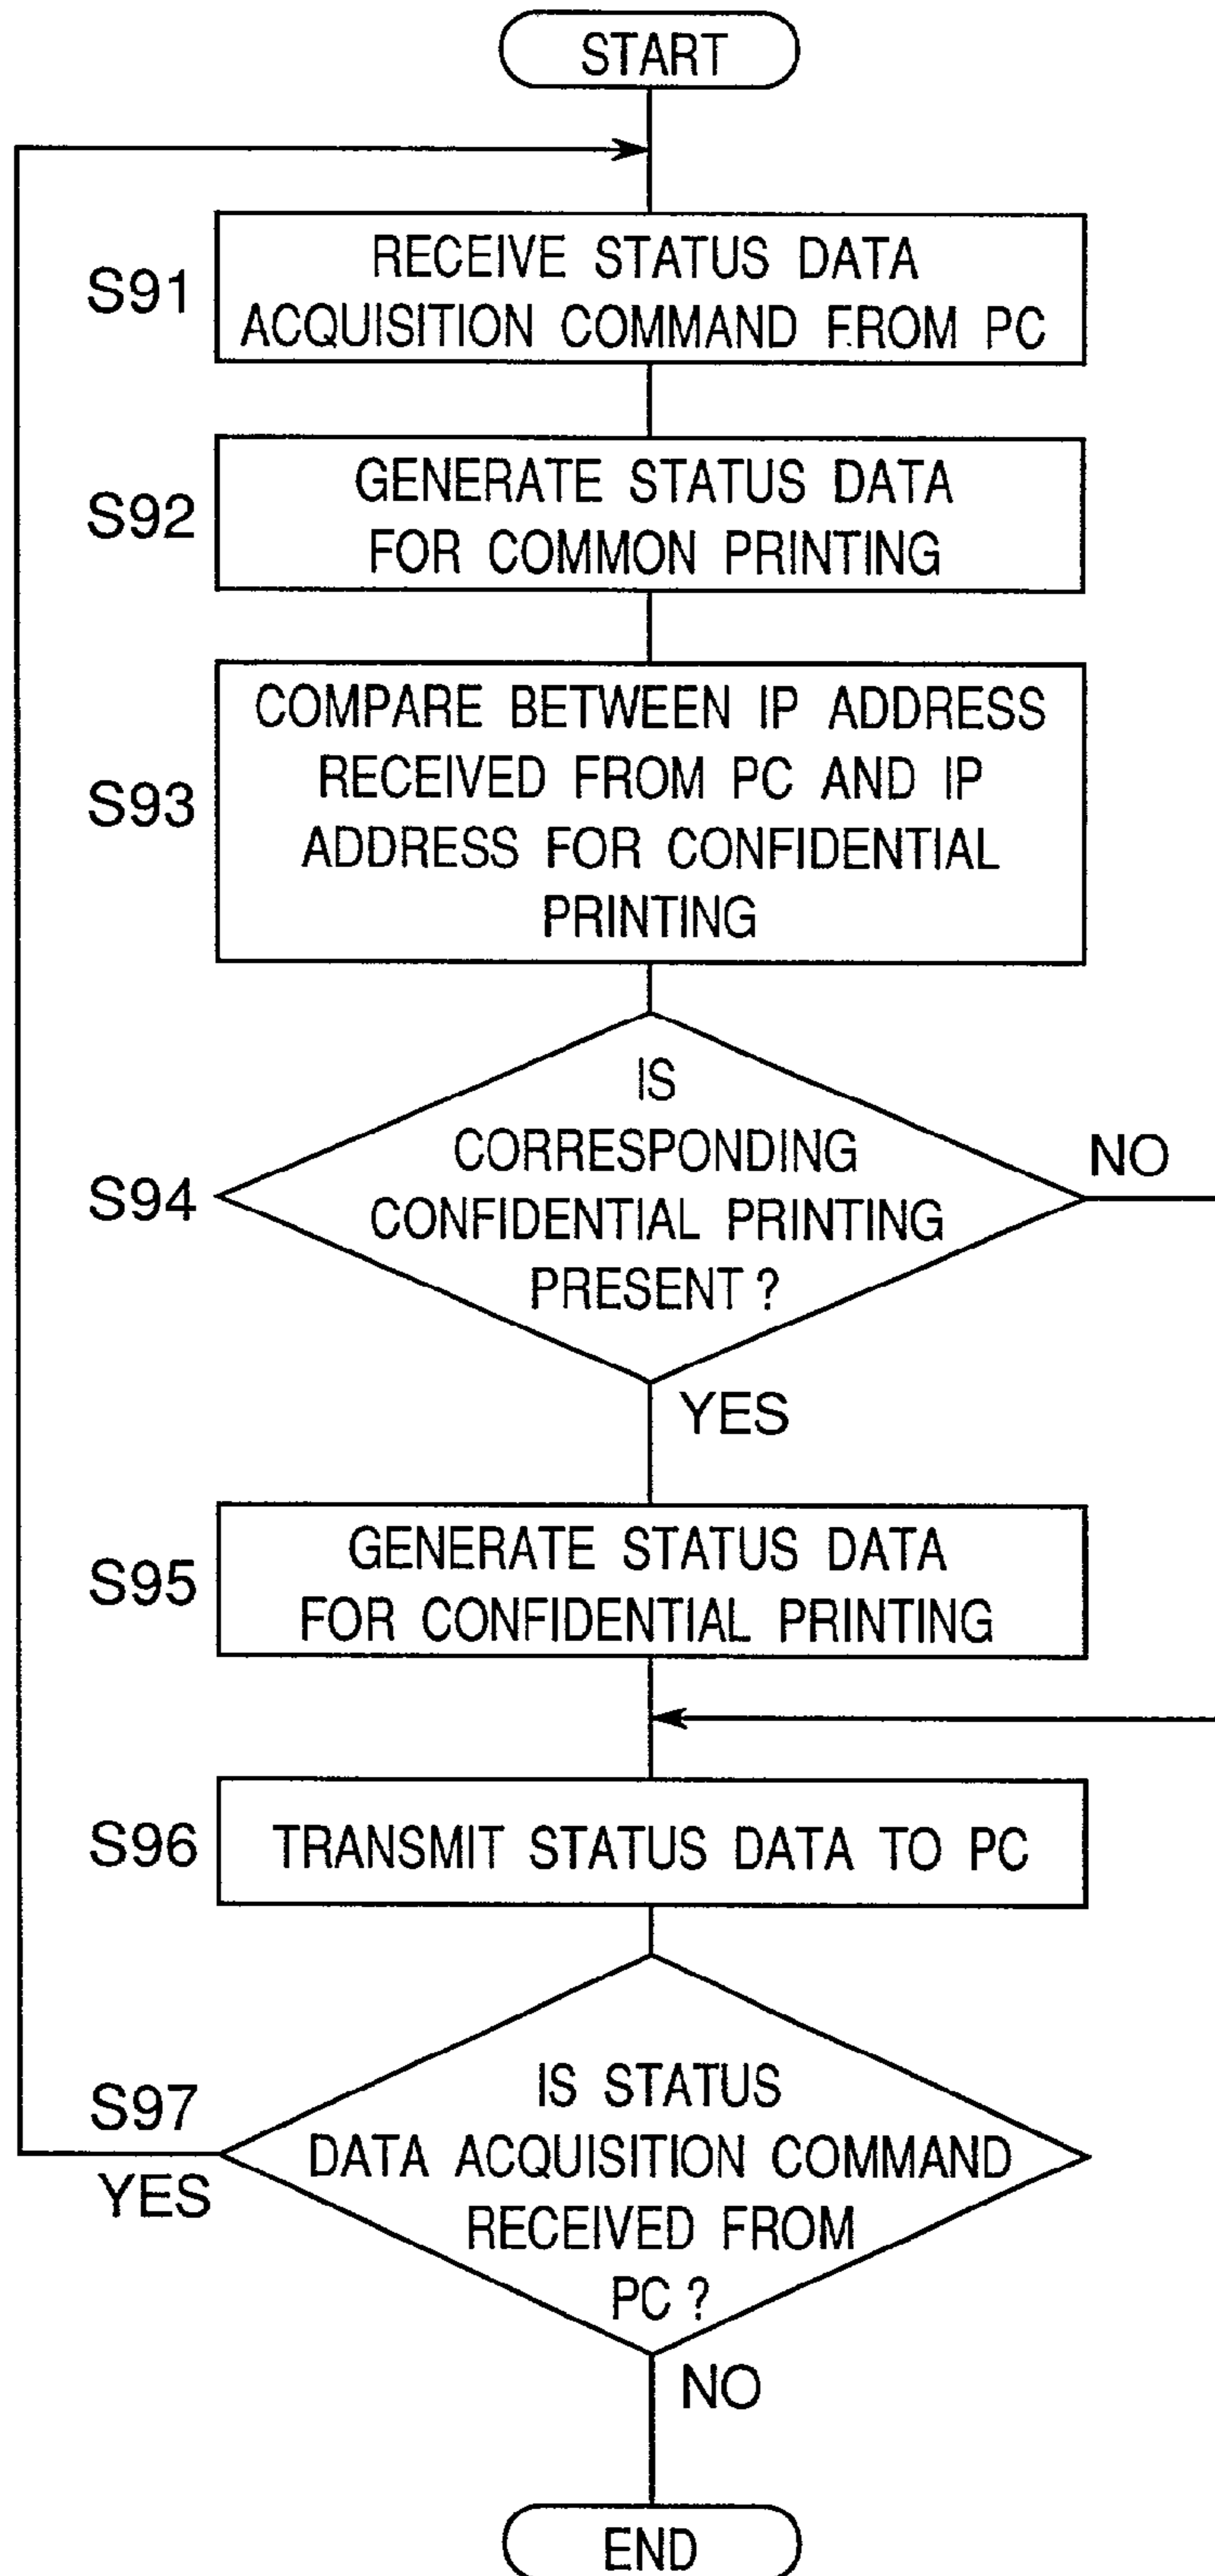 START
S91
RECEIVE STATUS DATA
ACQUISITION COMMAND FROM PC
S92
GENERATE STATUS DATA
FOR COMMON PRINTING
S93
COMPARE BETWEEN IP ADDRESS
RECEIVED FROM PC AND IP
ADDRESS FOR CONFIDENTIAL
PRINTING
S94
IS
CORRESPONDING
CONFIDENTIAL PRINTING
PRESENT ?
NO
YES
S95
GENERATE STATUS DATA
FOR CONFIDENTIAL PRINTING
S96
TRANSMIT STATUS DATA TO PC
S97
IS STATUS
DATA ACQUISITION COMMAND
RECEIVED FROM
PC ?
YES
NO
END